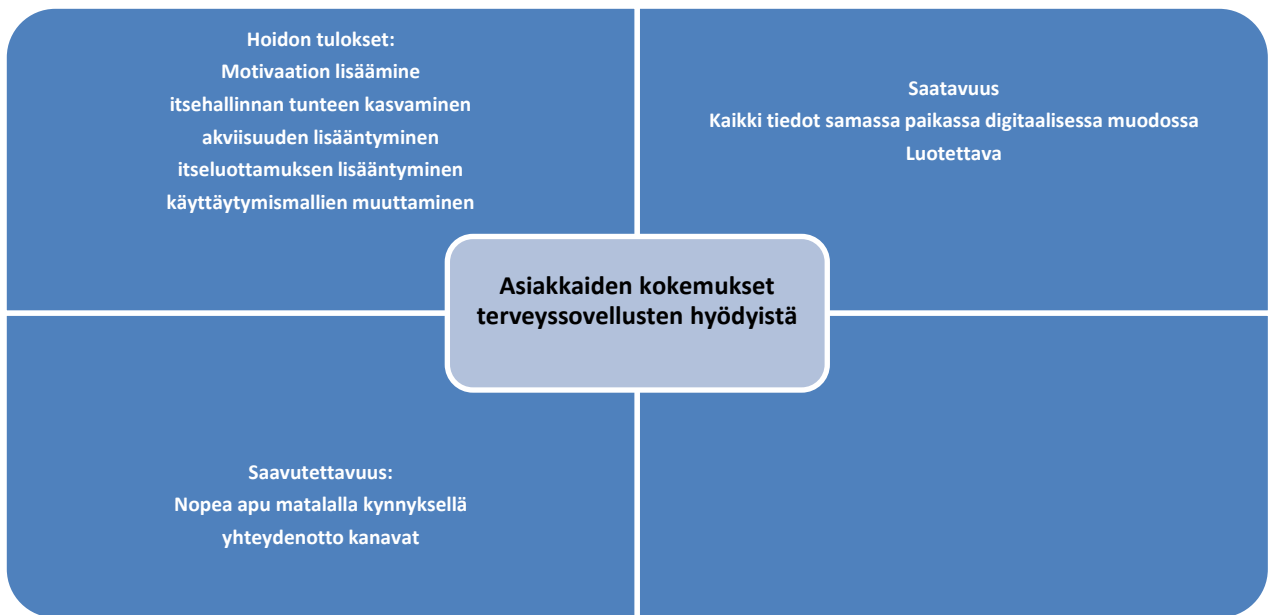 Hoidon tulokset:
Motivaation lisäämine
itsehallinnan tunteen kasvaminen
akviisuuden lisääntyminen
itseluottamuksen lisääntyminen
käyttäytymismallien muuttaminen
Saatavuus
Kaikki tiedot samassa paikassa digitaalisessa muodossa
Luotettava
Asiakkaiden kokemukset
terveyssovellusten hyödyistä
Saavutettavuus:
Nopea apu matalalla kynnyksellä
yhteydenotto kanavat